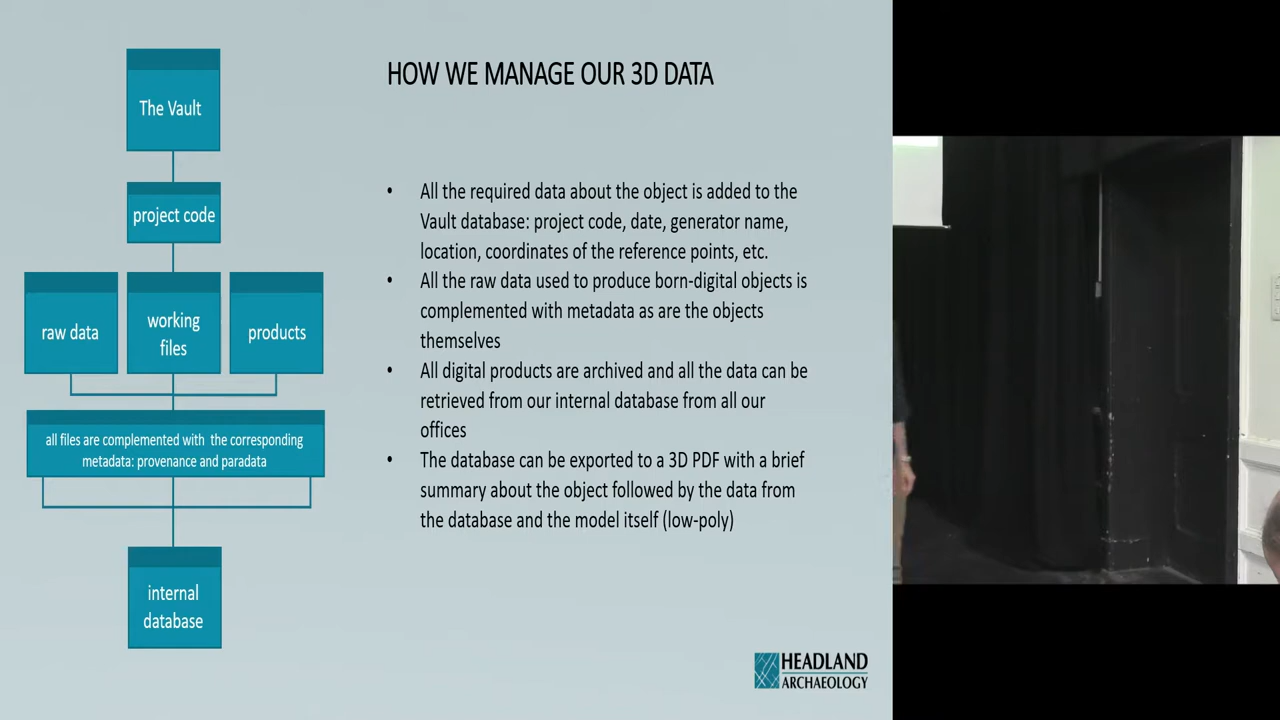 The Vault
project code
raw data
working
files
products
all files are complemented with the corresponding
metadata: provenance and paradata
internal
database
HOW WE MANAGE OUR 3D DATA
• All the required data about the object is added to the
Vault database: project code, date, generator name,
location, coordinates of the reference points, etc.
• All the raw data used to produce born-digital objects is
complemented with metadata as are the objects
themselves
• All digital products are archived and all the data can be
retrieved from our internal database from all our
offices
• The database can be exported to a 3D PDF with a brief
summary about the object followed by the data from
the database and the model itself (low-poly)
HEADLAND
ARCHAEOLOGY